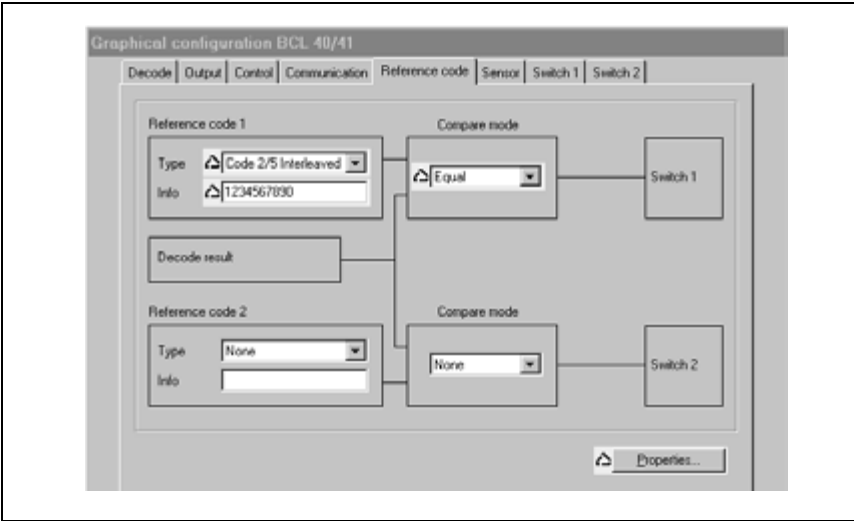 Graphical configuration BCL 40/41
Decode Output Control Communication Reference code Sensor Switch 1 Switch 2
Reference code 1
Compare mode
Type Code 2/5 Interleaved
Equal
Switch 1
Info 1234567890
Decode result
Reference code 2
Compare mode
Type None
None
Switch 2
Info
Properties...